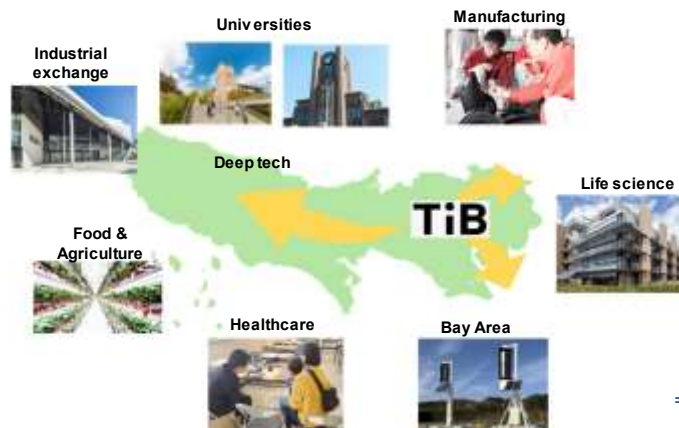 Universities
Manufacturing
Industrial
exchange
Deep tech
TiB
Life science
Food &
Agriculture
Healthcare
Bay Area